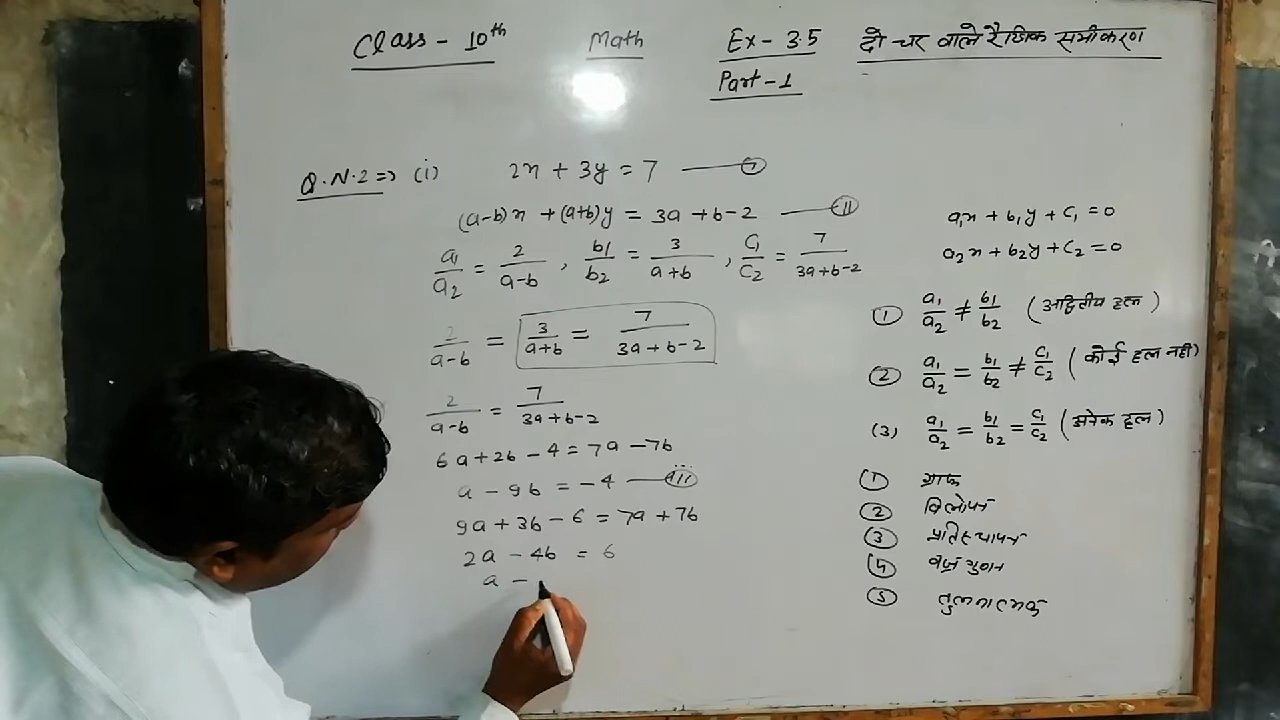 Class - 10th Math Ex - 3.5 दो चर वाले रैखिक समीकरण
Part - 1
Q.N.2 => (i) 2x + 3y = 7 —— (I)
(a-b)x + (a+b)y = 3a + b - 2 —— (II)
a₁/a₂ = 2/(a-b) , b₁/b₂ = 3/(a+b) , C₁/C₂ = 7/(3a+b-2)
2/(a-b) = 3/(a+b) = 7/(3a+b-2)
2/(a-b) = 7/(3a+b-2)
6a + 2b - 4 = 7a - 7b
a - 9b = -4 —— (iii)
9a + 3b - 6 = 7a + 7b
2a - 4b = 6
a -
a₁x + b₁y + C₁ = 0
a₂x + b₂y + C₂ = 0
(1) a₁/a₂ ≠ b₁/b₂ (अद्वितीय हल)
(2) a₁/a₂ = b₁/b₂ ≠ C₁/C₂ (कोई हल नहीं)
(3) a₁/a₂ = b₁/b₂ = C₁/C₂ (अनेक हल)
(1) ग्राफ
(2) विलोपन
(3) प्रतिस्थापन
(4) वज्र गुणन
(5) तुलनात्मक